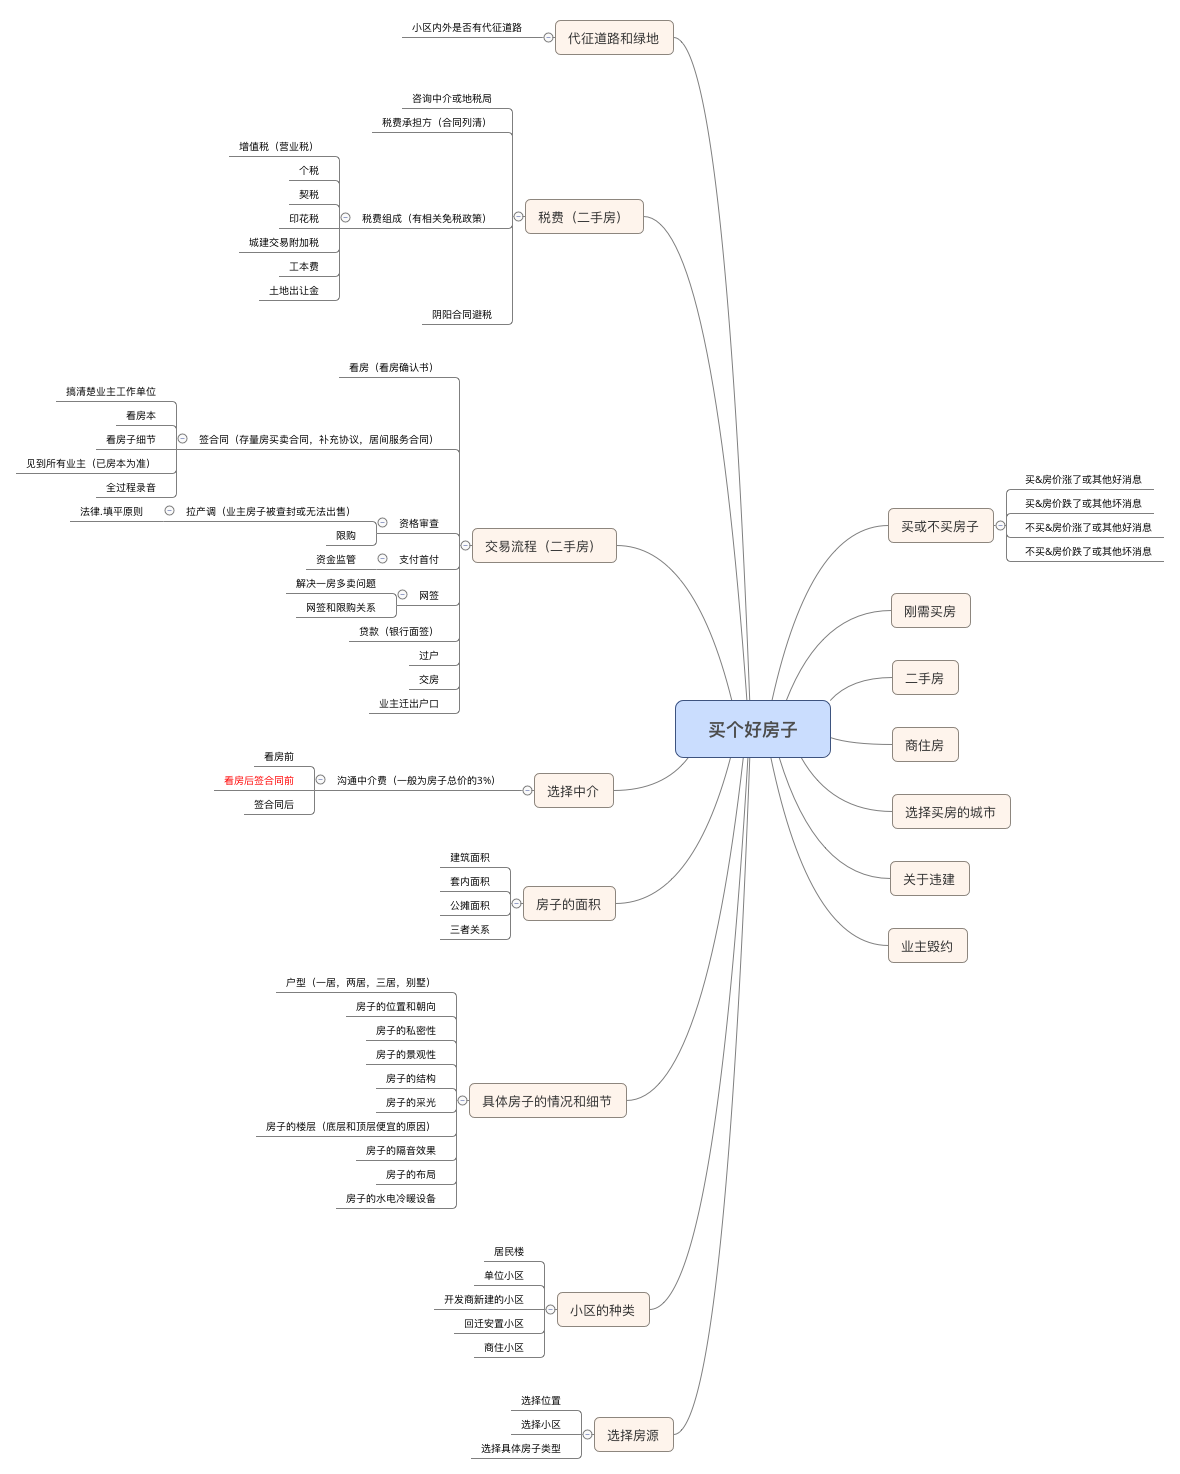 买个好房子
买或不买房子
买&房价涨了或其他好消息
买&房价跌了或其他坏消息
不买&房价涨了或其他好消息
不买&房价跌了或其他坏消息
刚需买房
二手房
商住房
选择买房的城市
关于违建
业主毁约
代征道路和绿地
小区内外是否有代征道路
税费（二手房）
咨询中介或地税局
税费承担方（合同列清）
税费组成（有相关免税政策）
增值税（营业税）
个税
契税
印花税
城建交易附加税
工本费
土地出让金
阴阳合同避税
交易流程（二手房）
看房（看房确认书）
签合同（存量房买卖合同，补充协议，居间服务合同）
搞清楚业主工作单位
看房本
看房子细节
见到所有业主（已房本为准）
全过程录音
资格审查
拉产调（业主房子被查封或无法出售）
法律.填平原则
限购
支付首付
资金监管
网签
解决一房多卖问题
网签和限购关系
贷款（银行面签）
过户
交房
业主迁出户口
选择中介
沟通中介费（一般为房子总价的3%）
看房前
看房后签合同前
签合同后
房子的面积
建筑面积
套内面积
公摊面积
三者关系
具体房子的情况和细节
户型（一居，两居，三居，别墅）
房子的位置和朝向
房子的私密性
房子的景观性
房子的结构
房子的采光
房子的楼层（底层和顶层便宜的原因）
房子的隔音效果
房子的布局
房子的水电冷暖设备
小区的种类
居民楼
单位小区
开发商新建的小区
回迁安置小区
商住小区
选择房源
选择位置
选择小区
选择具体房子类型